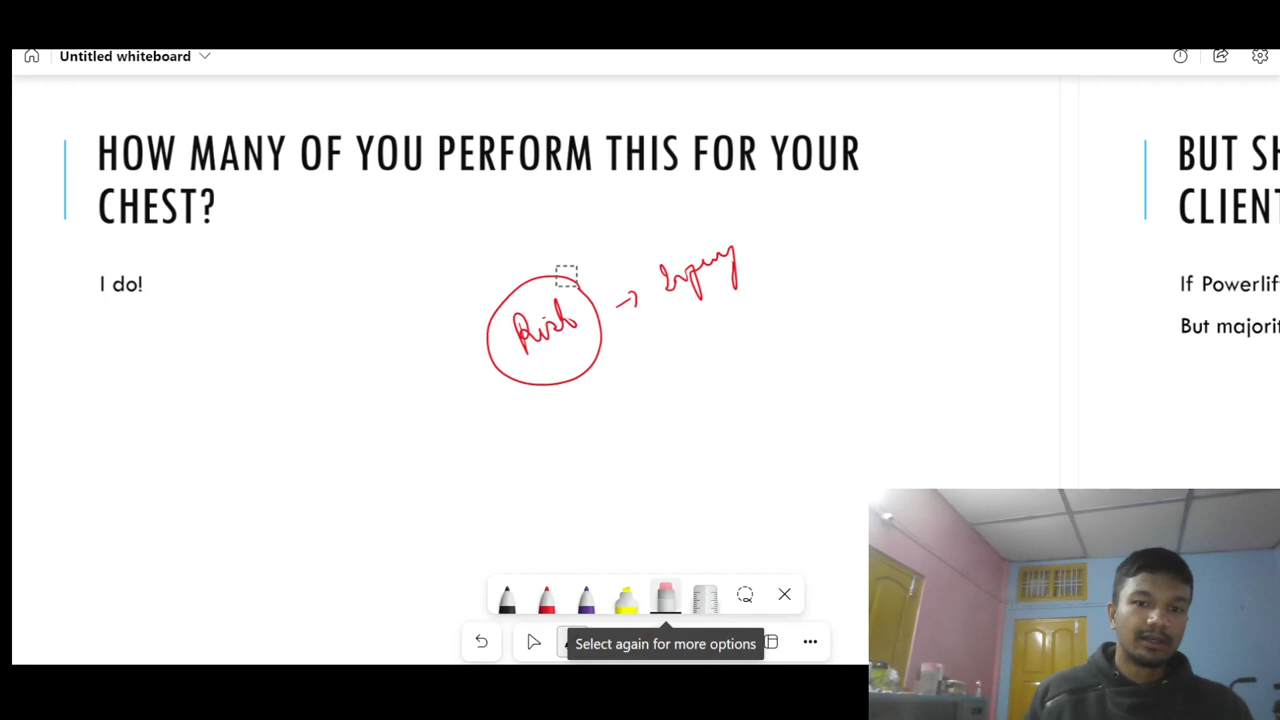 Untitled whiteboard
HOW MANY OF YOU PERFORM THIS FOR YOUR
CHEST?
I do!
Risk
→
BUT SH
CLIENT
If Powerlif
But majorit
Select again for more options